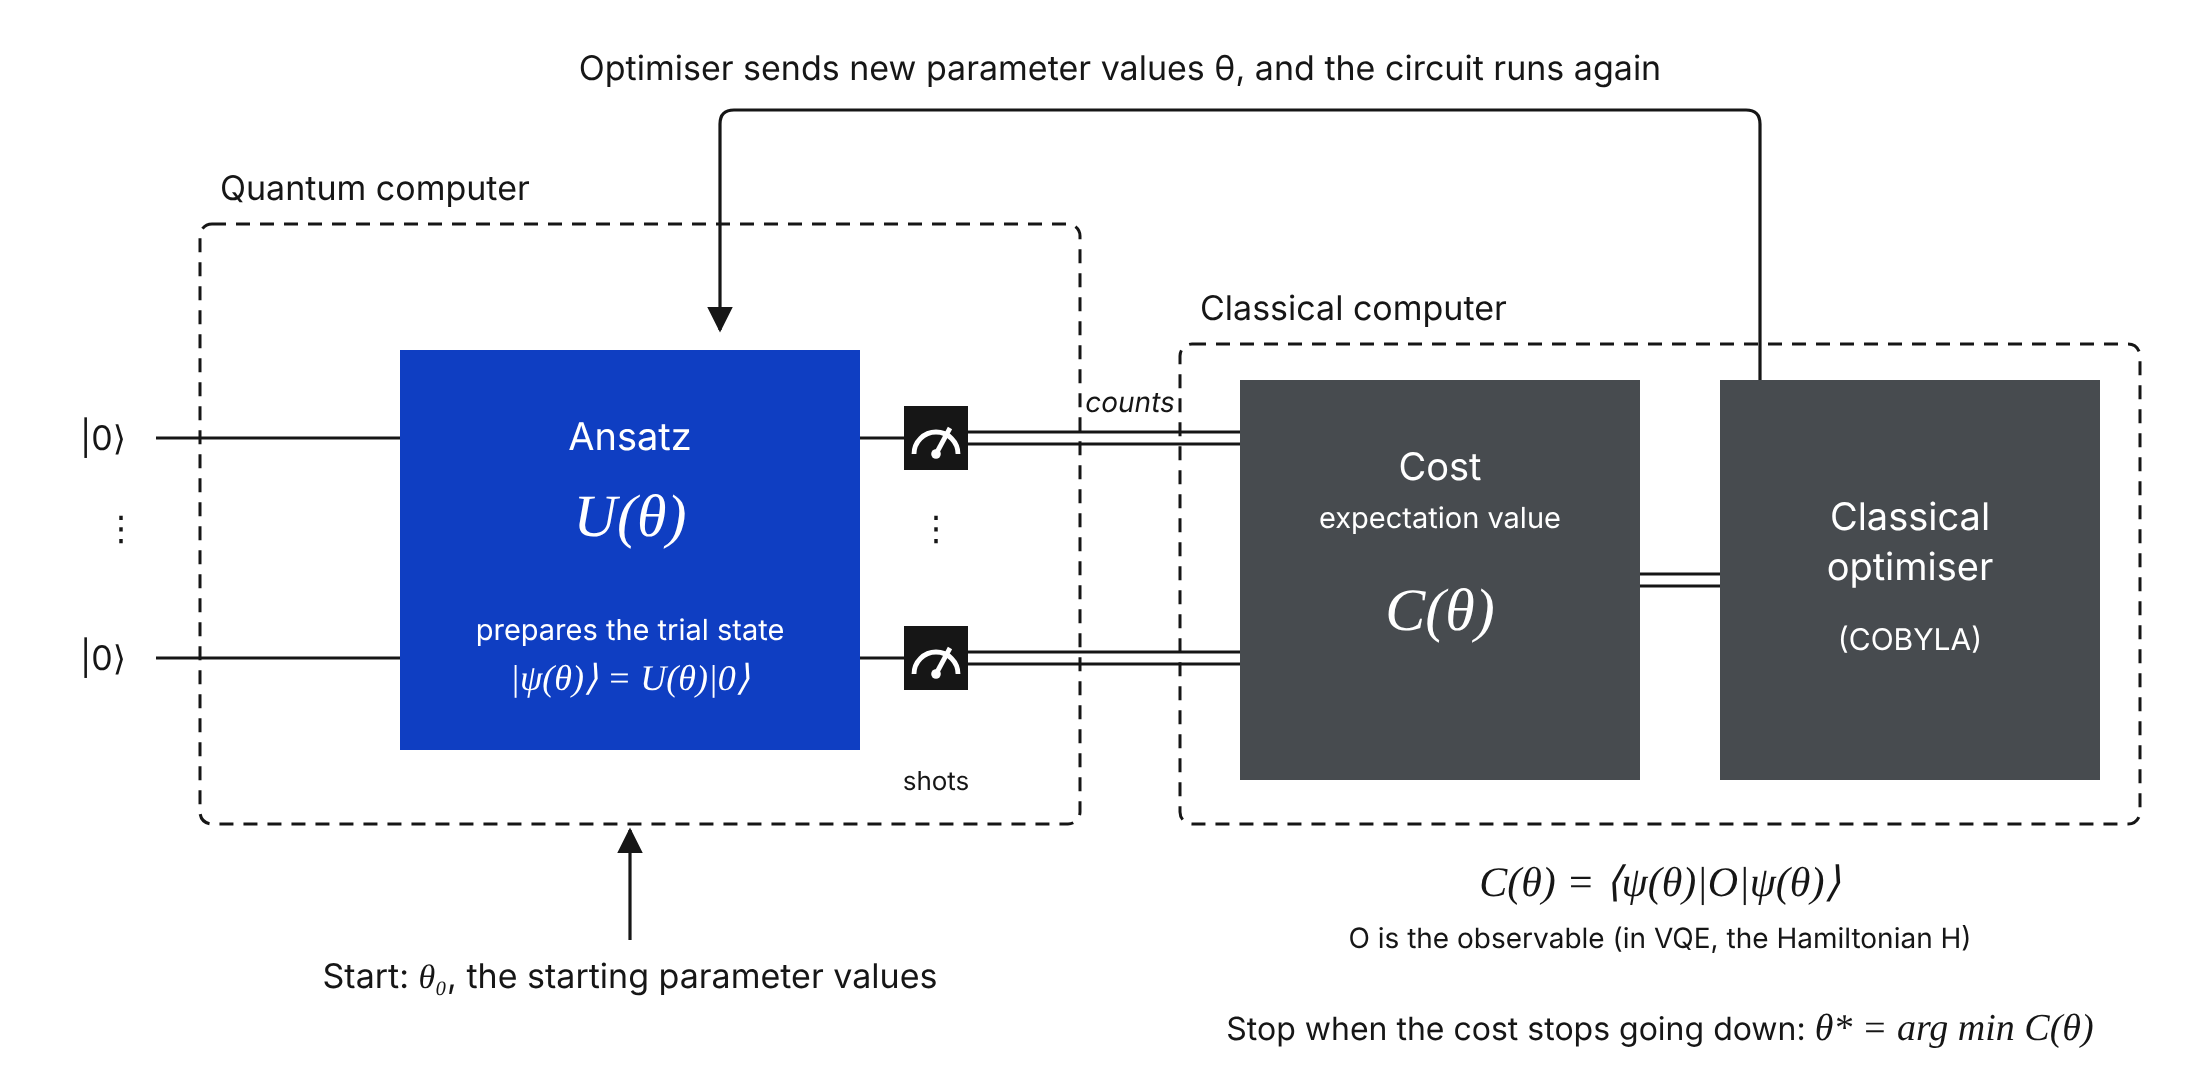 Optimiser sends new parameter values θ, and the circuit runs again
Quantum computer
Classical computer
|0⟩
⋮
|0⟩
Ansatz
U(θ)
prepares the trial state
|ψ(θ)⟩ = U(θ)|0⟩
⋮
shots
counts
Cost
expectation value
C(θ)
Classical
optimiser
(COBYLA)
Start: θ₀, the starting parameter values
C(θ) = ⟨ψ(θ)|O|ψ(θ)⟩
O is the observable (in VQE, the Hamiltonian H)
Stop when the cost stops going down: θ* = arg min C(θ)